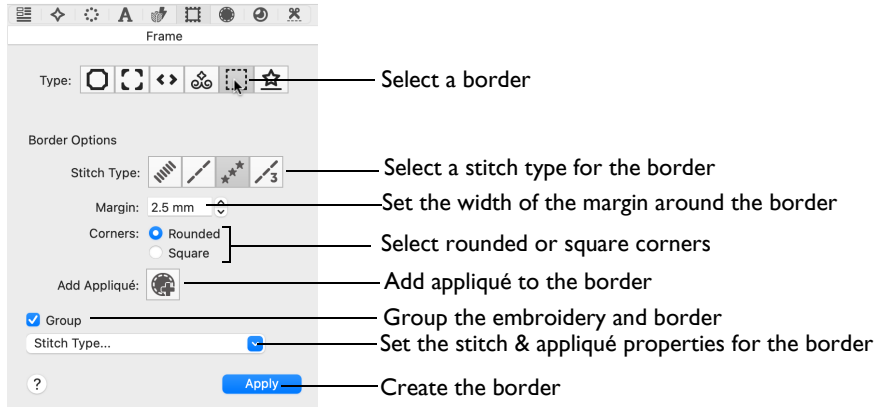 A
Frame
Type:
Select a border
Border Options
Stitch Type:
3
Select a stitch type for the border
Margin: 2.5 mm
Set the width of the margin around the border
Corners: Rounded
Square
Select rounded or square corners
Add Appliqué:
Add appliqué to the border
Group
Group the embroidery and border
Stitch Type...
Set the stitch & appliqué properties for the border
? Apply
Create the border